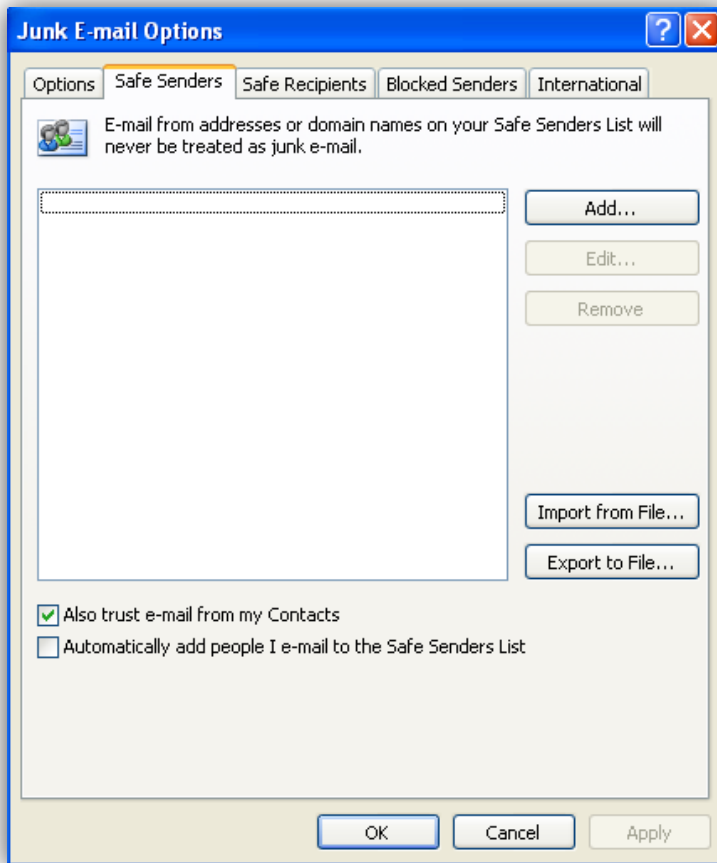 Junk E-mail Options
Options Safe Senders Safe Recipients Blocked Senders International
E-mail from addresses or domain names on your Safe Senders List will
never be treated as junk e-mail.
Add...
Edit...
Remove
Import from File...
Export to File...
Also trust e-mail from my Contacts
Automatically add people I e-mail to the Safe Senders List
OK Cancel Apply